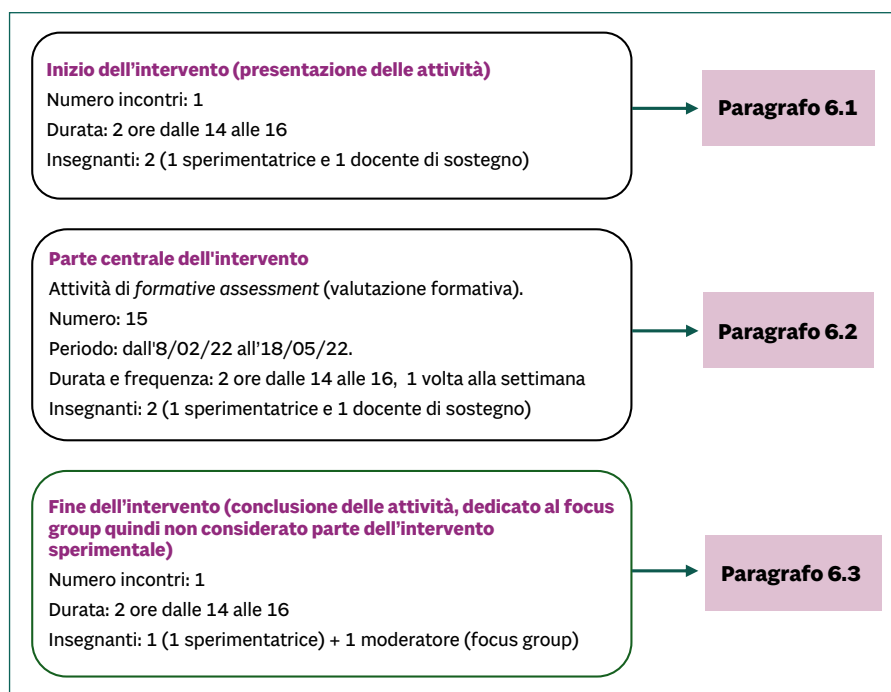 Inizio dell’intervento (presentazione delle attività)
Numero incontri: 1
Durata: 2 ore dalle 14 alle 16
Insegnanti: 2 (1 sperimentatrice e 1 docente di sostegno)
Paragrafo 6.1
Parte centrale dell'intervento
Attività di formative assessment (valutazione formativa).
Numero: 15
Periodo: dall'8/02/22 all’18/05/22.
Durata e frequenza: 2 ore dalle 14 alle 16, 1 volta alla settimana
Insegnanti: 2 (1 sperimentatrice e 1 docente di sostegno)
Paragrafo 6.2
Fine dell’intervento (conclusione delle attività, dedicato al focus
group quindi non considerato parte dell’intervento
sperimentale)
Numero incontri: 1
Durata: 2 ore dalle 14 alle 16
Insegnanti: 1 (1 sperimentatrice) + 1 moderatore (focus group)
Paragrafo 6.3